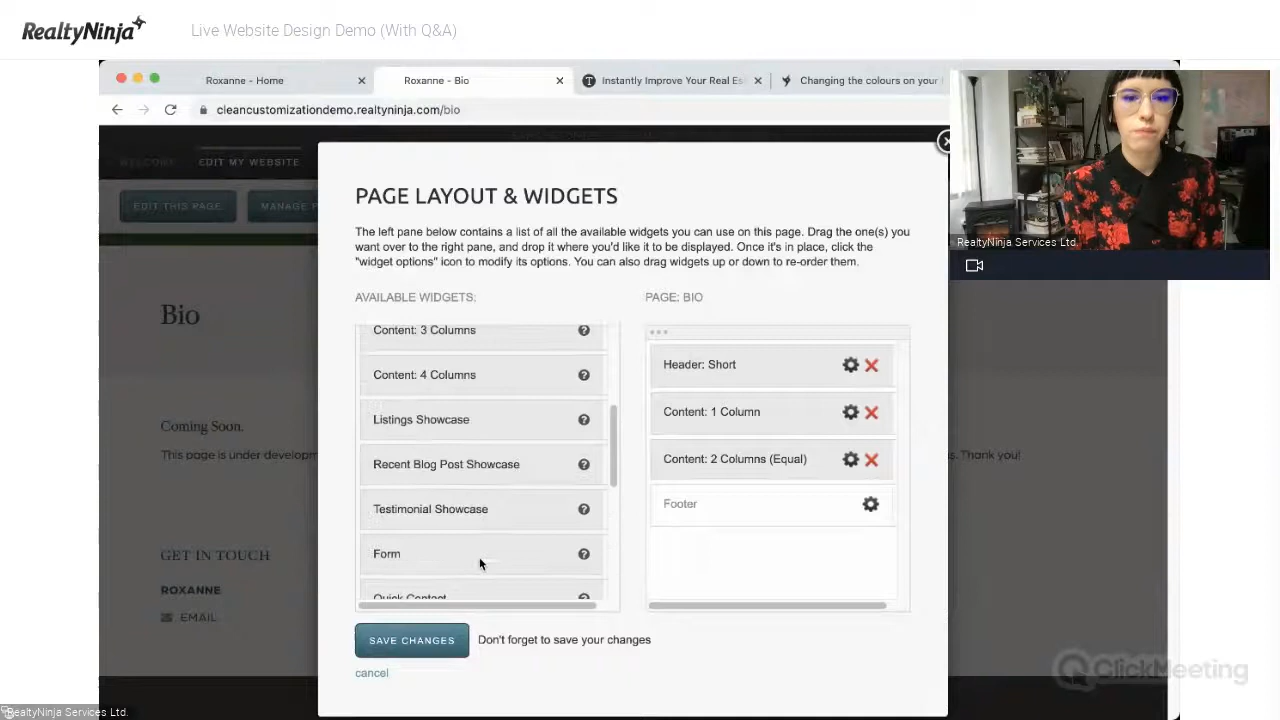 RealtyNinja
Live Website Design Demo (With Q&A)
Roxanne - Home
Roxanne - Bio
Instantly Improve Your Real Es
Changing the colours on your
cleancustomizationdemo.realtyninja.com/bio
WELCOME
EDIT MY WEBSITE
EDIT THIS PAGE
MANAGE P
PAGE LAYOUT & WIDGETS
The left pane below contains a list of all the available widgets you can use on this page. Drag the one(s) you
want over to the right pane, and drop it where you'd like it to be displayed. Once it's in place, click the
"widget options" icon to modify its options. You can also drag widgets up or down to re-order them.
AVAILABLE WIDGETS:
Content: 3 Columns
Content: 4 Columns
Listings Showcase
Recent Blog Post Showcase
Testimonial Showcase
Form
Quick Contact
PAGE: BIO
Header: Short
Content: 1 Column
Content: 2 Columns (Equal)
Footer
SAVE CHANGES
Don't forget to save your changes
cancel
Bio
Coming Soon.
This page is under developm
s. Thank you!
GET IN TOUCH
ROXANNE
EMAIL
RealtyNinja Services Ltd.
ClickMeeting
RealtyNinja Services Ltd.